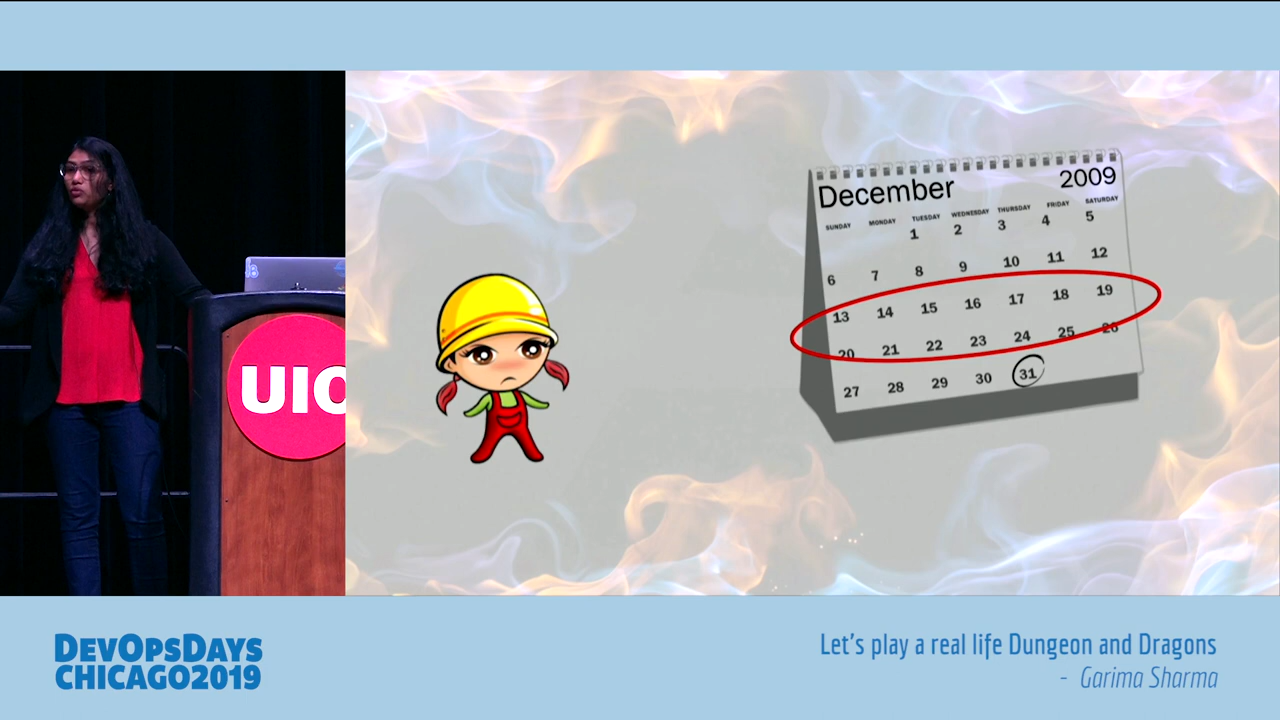 December 2009
SUNDAY MONDAY TUESDAY WEDNESDAY THURSDAY FRIDAY SATURDAY
1 2 3 4 5
6 7 8 9 10 11 12
13 14 15 16 17 18 19
20 21 22 23 24 25 26
27 28 29 30 31
UIC
DEVOPSDAYS
CHICAGO2019
Let's play a real life Dungeon and Dragons
- Garima Sharma